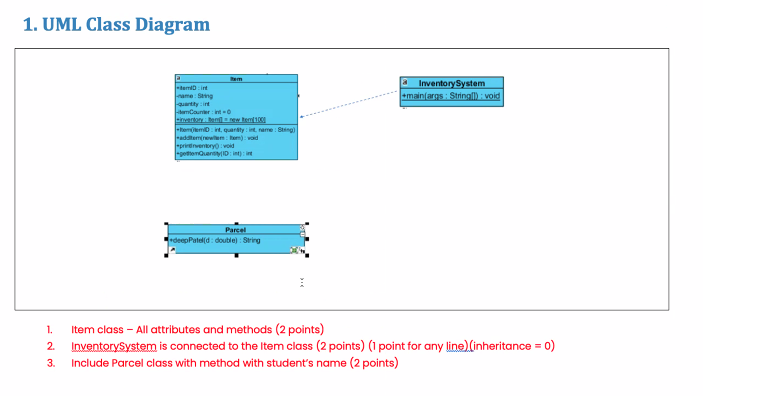 1. UML Class Diagram
Item
+itemID : int
-name : String
-quantity : int
-itemCounter : int = 0
+inventory : Item[] = new Item[100]
+Item(itemID : int, quantity : int, name : String)
+addItem(newItem : Item) : void
+printInventory() : void
+getItemQuantity(ID : int) : int
InventorySystem
+main(args : String[]) : void
Parcel
+deepPatel(d : double) : String
1. Item class – All attributes and methods (2 points)
2. InventorySystem is connected to the Item class (2 points) (1 point for any line)(inheritance = 0)
3. Include Parcel class with method with student's name (2 points)